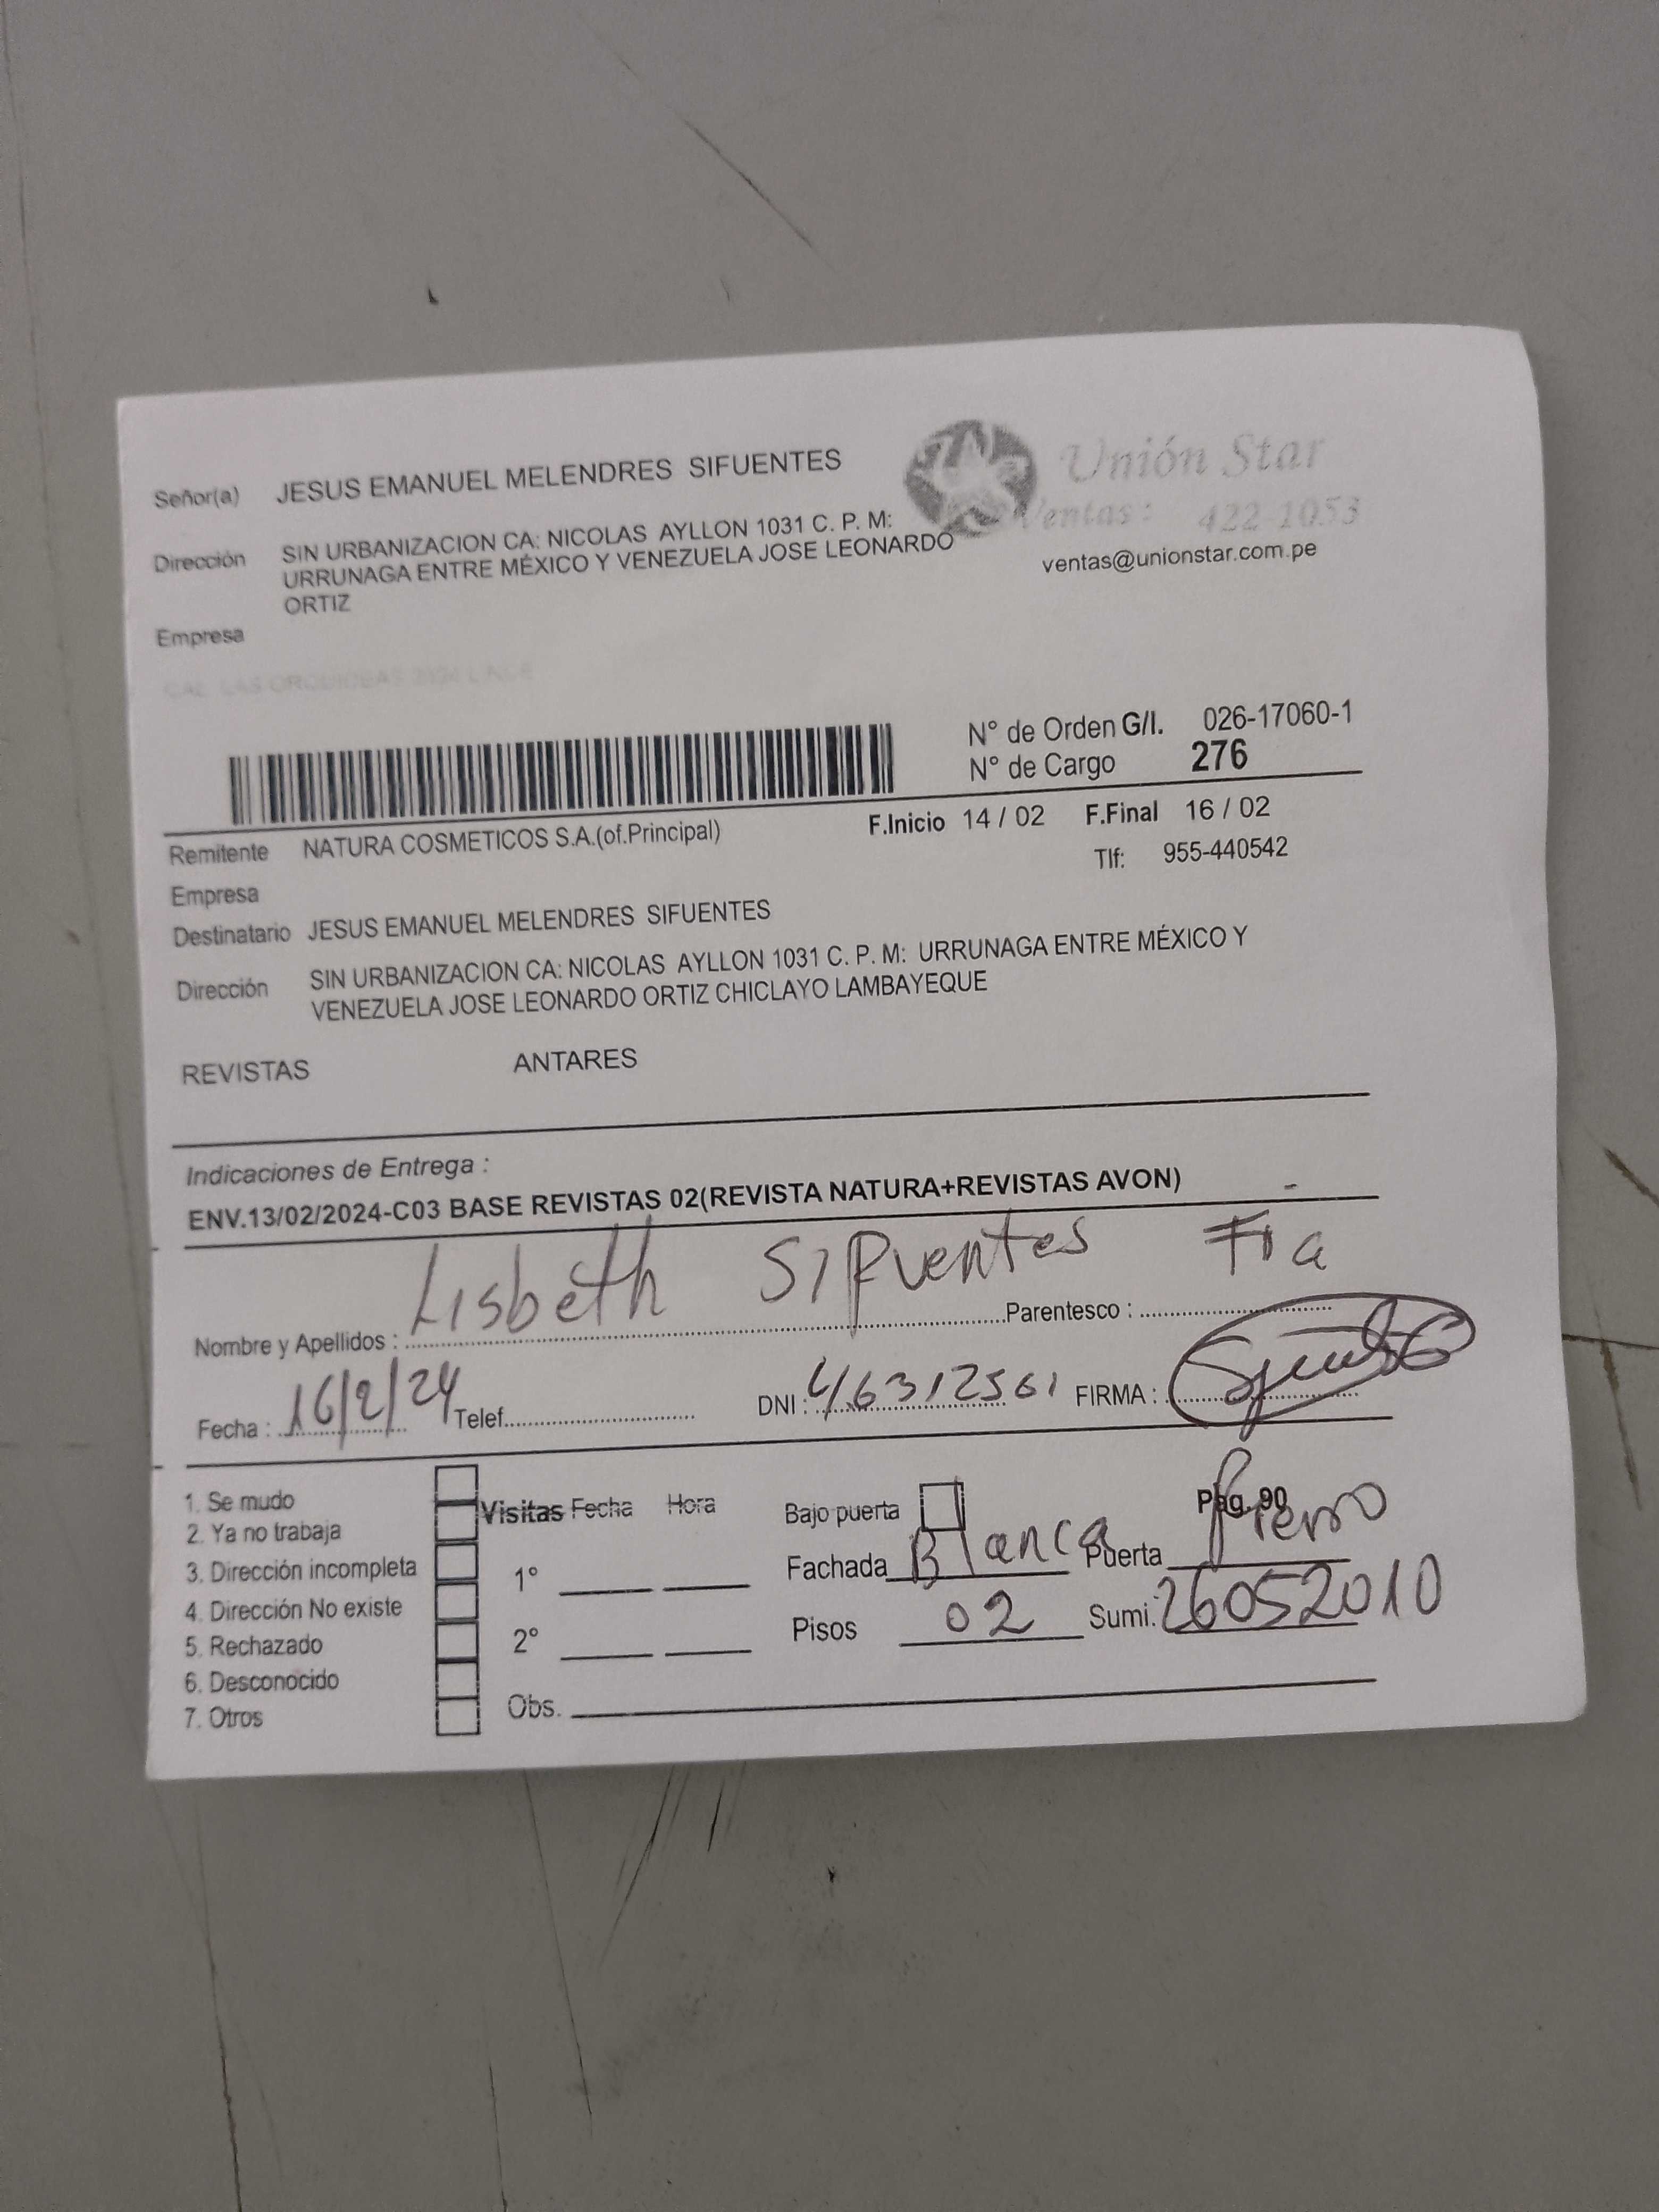 Señor(a) JESUS EMANUEL MELENDRES SIFUENTES
Unión Star
Ventas: 422-1053
ventas@unionstar.com.pe
Dirección SIN URBANIZACION CA: NICOLAS AYLLON 1031 C. P. M:
URRUNAGA ENTRE MÉXICO Y VENEZUELA JOSE LEONARDO
ORTIZ
Empresa
N° de Orden G/I. 026-17060-1
N° de Cargo 276
F.Inicio 14 / 02 F.Final 16 / 02
Remitente NATURA COSMETICOS S.A.(of.Principal)
Tlf: 955-440542
Empresa
Destinatario JESUS EMANUEL MELENDRES SIFUENTES
Dirección SIN URBANIZACION CA: NICOLAS AYLLON 1031 C. P. M: URRUNAGA ENTRE MÉXICO Y
VENEZUELA JOSE LEONARDO ORTIZ CHICLAYO LAMBAYEQUE
REVISTAS ANTARES
Indicaciones de Entrega :
ENV.13/02/2024-C03 BASE REVISTAS 02(REVISTA NATURA+REVISTAS AVON)
Nombre y Apellidos : Lisbeth Sifuentes Parentesco :
Fecha : 16/2/24 Telef. DNI : 46312561 FIRMA :
1. Se mudo
2. Ya no trabaja
3. Dirección incompleta
4. Dirección No existe
5. Rechazado
6. Desconocido
7. Otros
Visitas Fecha Hora
1°
2°
Obs.
Bajo puerta Pág. 90
Fachada Blanca Puerta fierro
Pisos 02 Sumi. 26052010